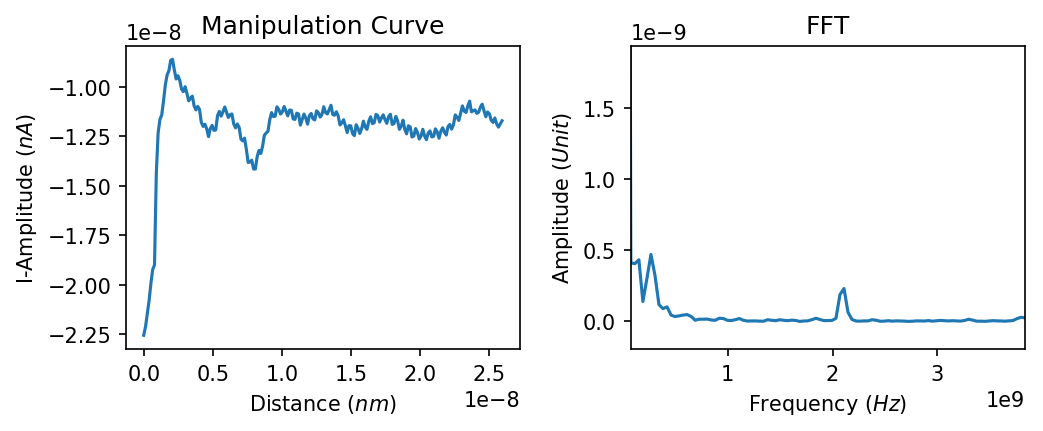 Manipulation Curve
1e−8
I-Amplitude (nA)
−1.00
−1.25
−1.50
−1.75
−2.00
−2.25
0.0 0.5 1.0 1.5 2.0 2.5
Distance (nm)
1e−8
FFT
1e−9
Amplitude (Unit)
1.5
1.0
0.5
0.0
1 2 3
Frequency (Hz)
1e9